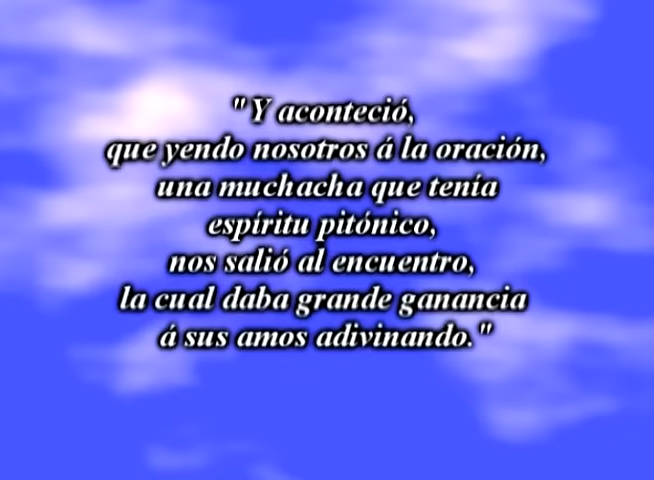 "Y aconteció,
que yendo nosotros á la oración,
una muchacha que tenía
espíritu pitónico,
nos salió al encuentro,
la cual daba grande ganancia
á sus amos adivinando."